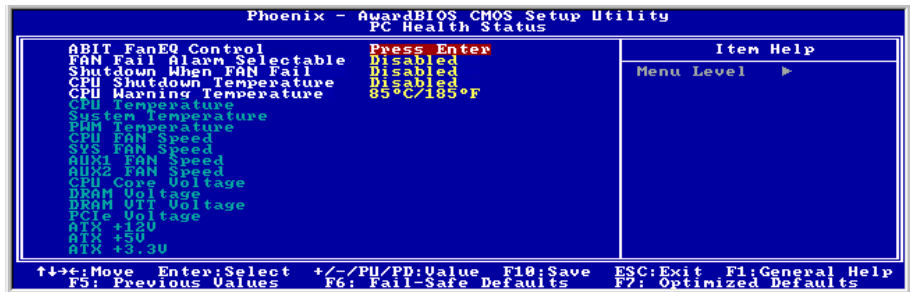 Phoenix - AwardBIOS CMOS Setup Utility
PC Health Status
ABIT FanEQ Control Press Enter
FAN Fail Alarm Selectable Disabled
Shutdown When FAN Fail Disabled
CPU Shutdown Temperature Disabled
CPU Warning Temperature 85°C/185°F
CPU Temperature
System Temperature
PWM Temperature
CPU FAN Speed
SYS FAN Speed
AUX1 FAN Speed
AUX2 FAN Speed
CPU Core Voltage
DRAM Voltage
DRAM VTT Voltage
PCIe Voltage
ATX +12V
ATX +5V
ATX +3.3V
Item Help
Menu Level ►
↑↓→←:Move Enter:Select +/-/PU/PD:Value F10:Save ESC:Exit F1:General Help
F5: Previous Values F6: Fail-Safe Defaults F7: Optimized Defaults